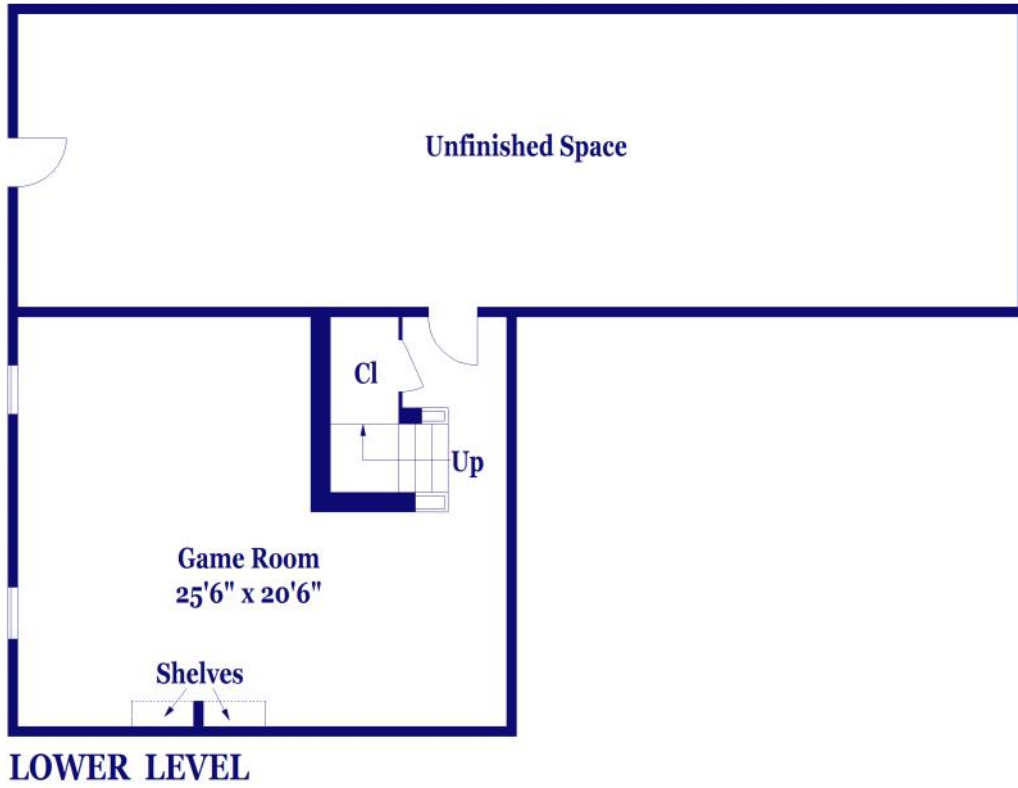 Unfinished Space
Cl
Up
Game Room
25'6" x 20'6"
Shelves
LOWER LEVEL